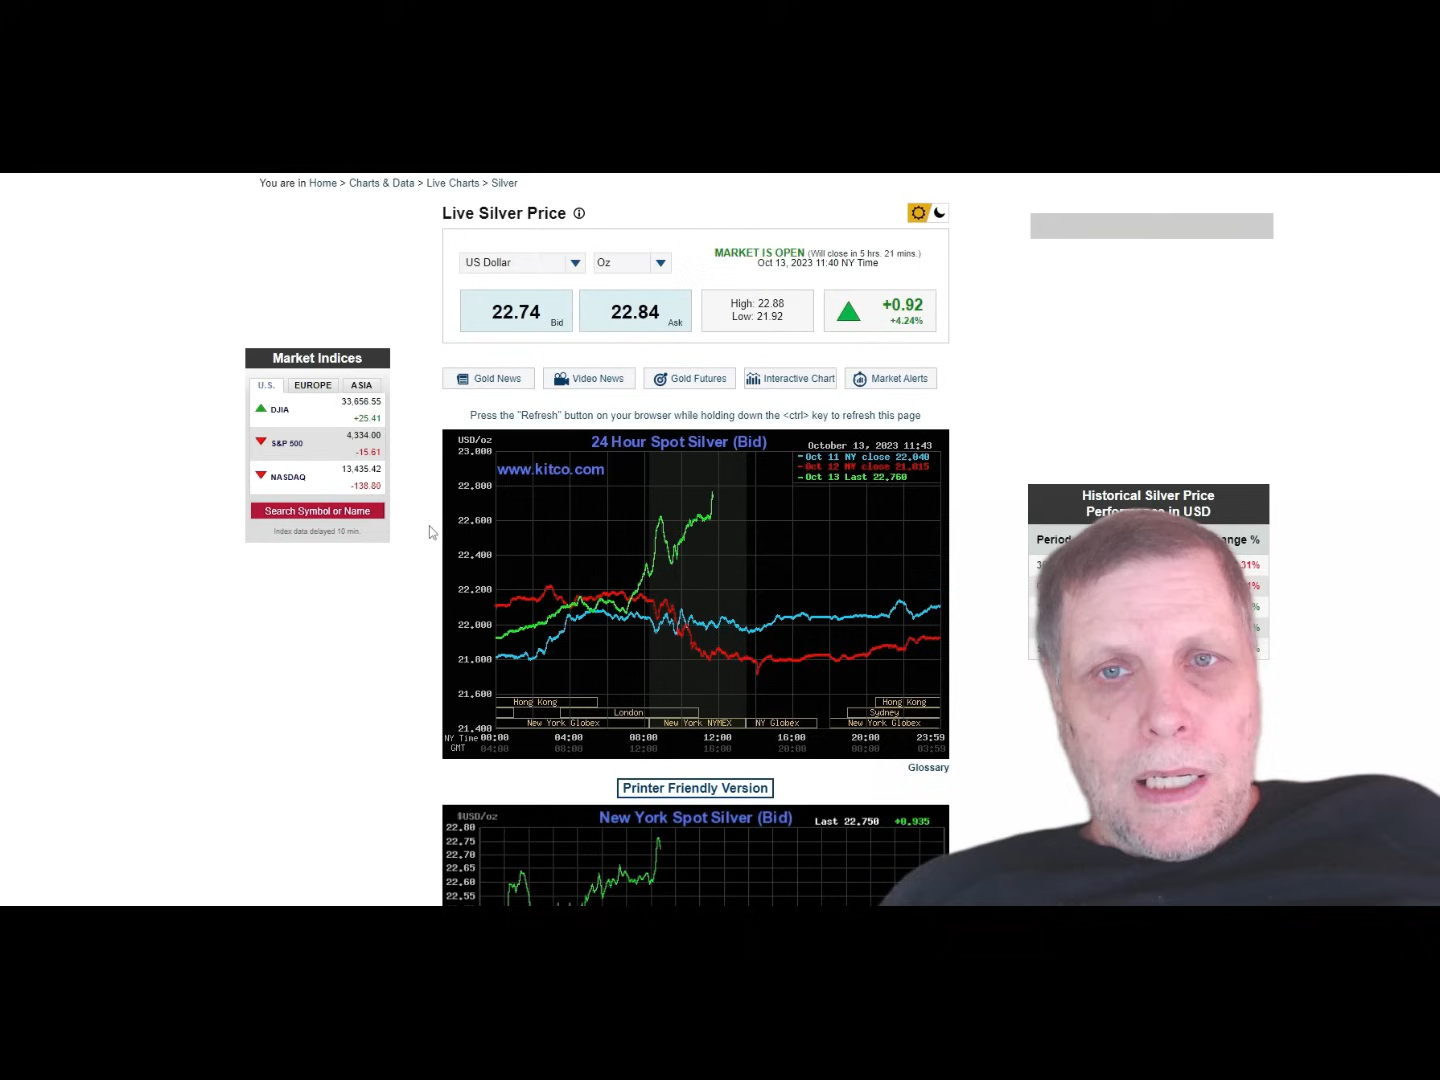 You are in Home > Charts & Data > Live Charts > Silver
Live Silver Price
US Dollar
Oz
MARKET IS OPEN (Will close in 5 hrs. 21 mins.)
Oct 13, 2023 11:40 NY Time
22.74 Bid
22.84 Ask
High: 22.88
Low: 21.92
+0.92
+4.24%
Market Indices
U.S. EUROPE ASIA
DJIA 33,656.55
+25.41
S&P 500 4,334.00
-15.61
NASDAQ 13,435.42
-138.80
Search Symbol or Name
Index data delayed 10 min.
Gold News
Video News
Gold Futures
Interactive Chart
Market Alerts
Press the "Refresh" button on your browser while holding down the <ctrl> key to refresh this page
USD/oz
24 Hour Spot Silver (Bid)
October 13, 2023 11:43
www.kitco.com
Oct 11 NY close 22.040
Oct 12 NY close 21.815
Oct 13 Last 22.760
23.000
22.800
22.600
22.400
22.200
22.000
21.800
21.600
21.400
Hong Kong
Hong Kong
London
Sydney
New York Globex
New York NYMEX
NY Globex
New York Globex
NY Time 00:00 04:00 08:00 12:00 16:00 20:00 23:59
GMT 04:00 08:00 12:00 16:00 20:00 00:00 03:59
Glossary
Printer Friendly Version
$USD/oz
New York Spot Silver (Bid)
Last 22.750 +0.935
22.80
22.75
22.70
22.65
22.60
22.55
Historical Silver Price
in USD
Period